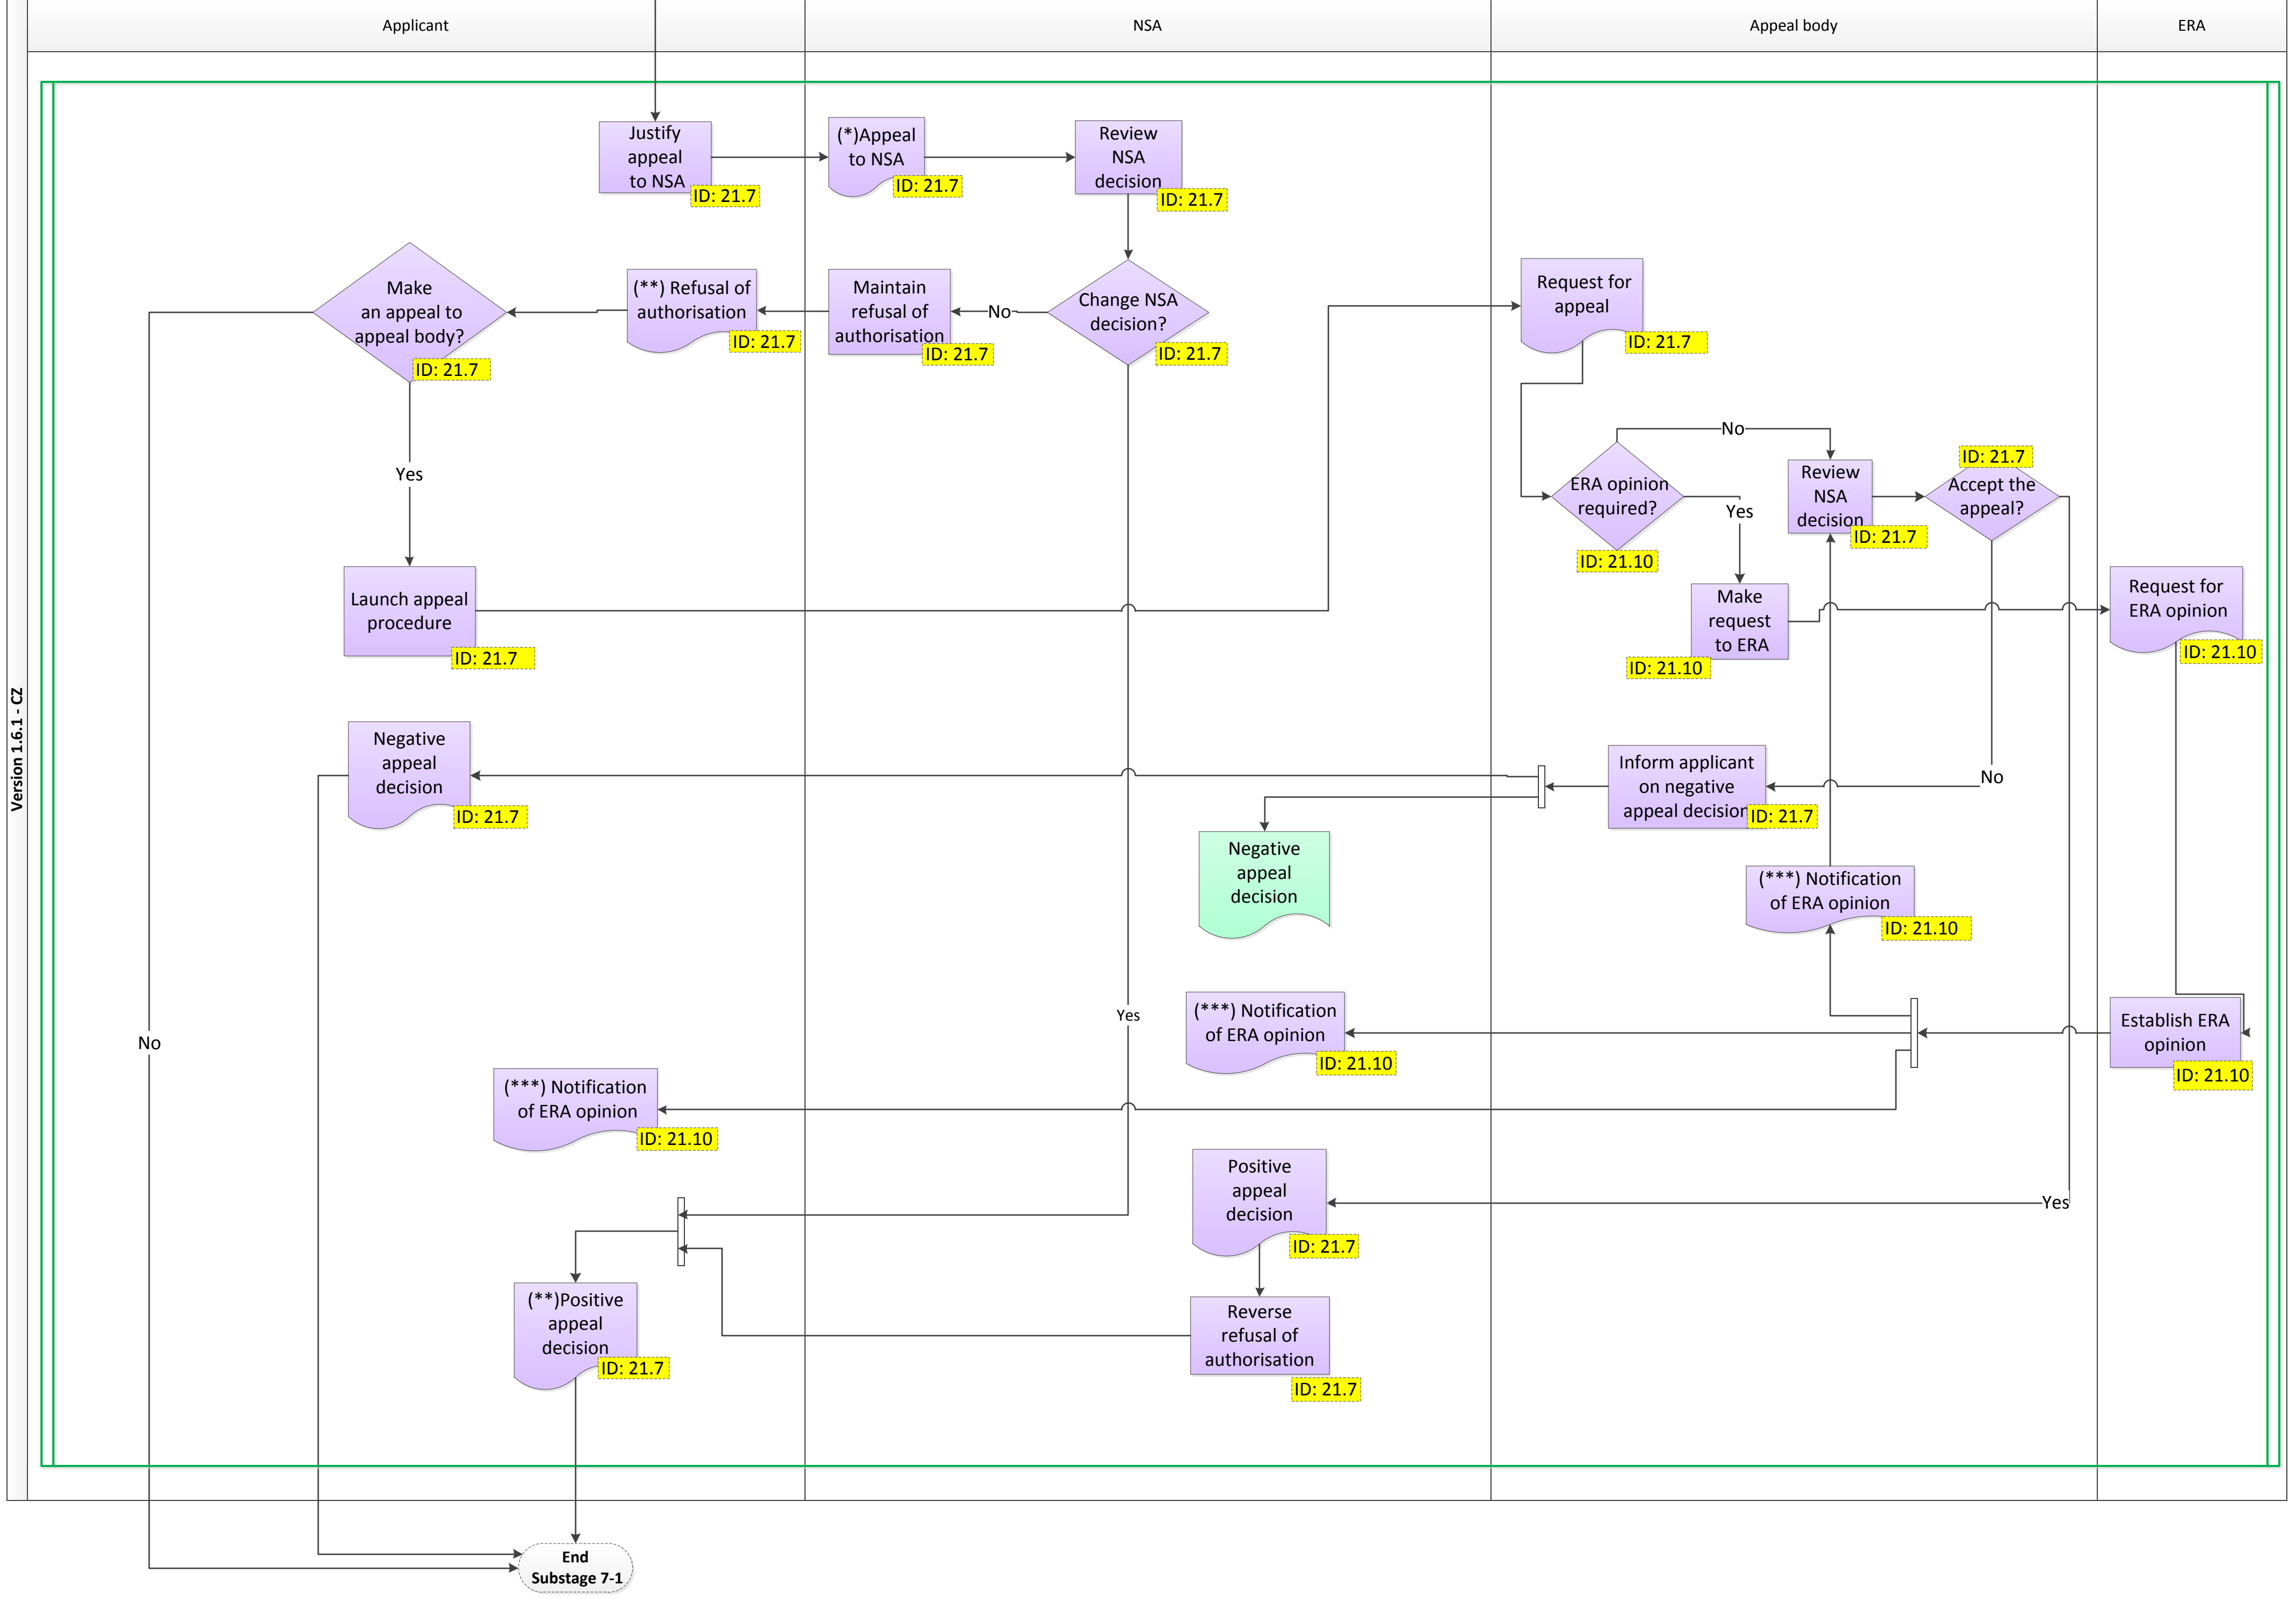 Applicant
NSA
Appeal body
ERA
Version 1.6.1 - CZ
Justify
appeal
to NSA
ID: 21.7
(*)Appeal
to NSA
ID: 21.7
Review
NSA
decision
ID: 21.7
Make
an appeal to
appeal body?
ID: 21.7
(**) Refusal of
authorisation
ID: 21.7
Maintain
refusal of
authorisation
ID: 21.7
No
Change NSA
decision?
ID: 21.7
Request for
appeal
ID: 21.7
No
Yes
ERA opinion
required?
ID: 21.10
Yes
Review
NSA
decision
ID: 21.7
ID: 21.7
Accept the
appeal?
Launch appeal
procedure
ID: 21.7
Make
request
to ERA
ID: 21.10
Request for
ERA opinion
ID: 21.10
Negative
appeal
decision
ID: 21.7
Inform applicant
on negative
appeal decision
ID: 21.7
No
Negative
appeal
decision
(***) Notification
of ERA opinion
ID: 21.10
No
Yes
(***) Notification
of ERA opinion
ID: 21.10
Establish ERA
opinion
ID: 21.10
(***) Notification
of ERA opinion
ID: 21.10
Positive
appeal
decision
ID: 21.7
Yes
(**)Positive
appeal
decision
ID: 21.7
Reverse
refusal of
authorisation
ID: 21.7
End
Substage 7-1